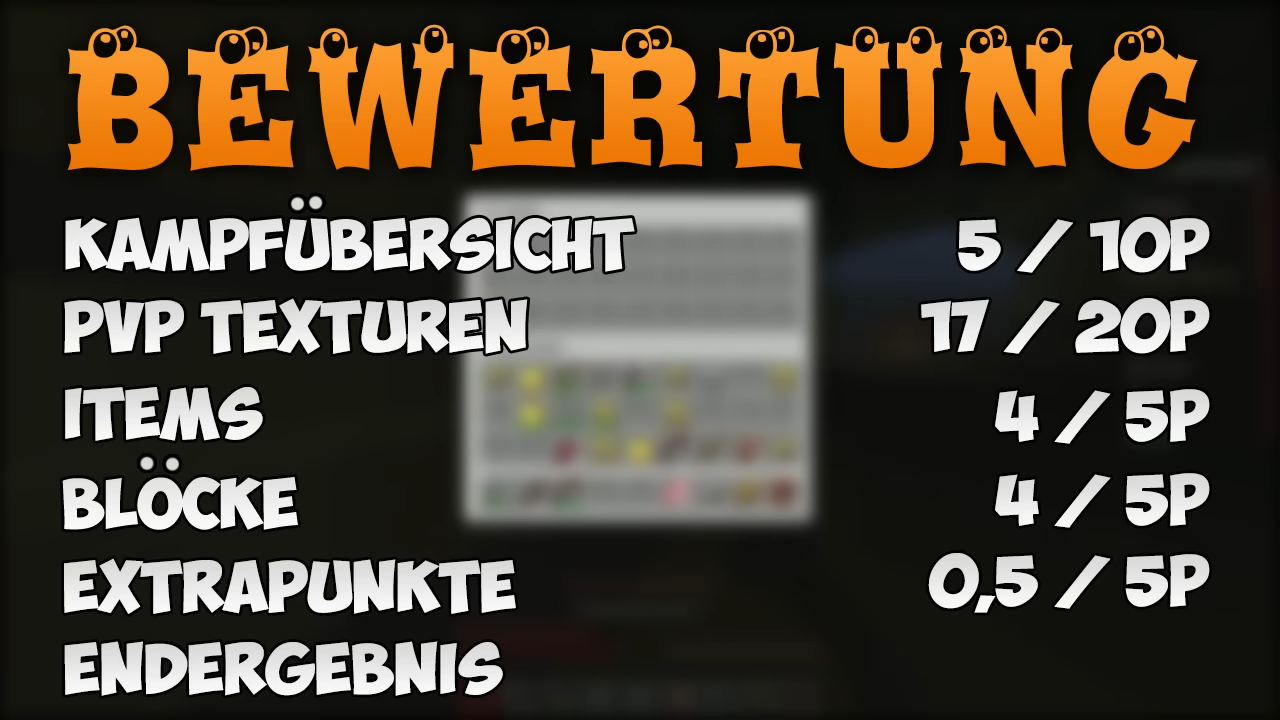 BEWERTUNG
KAMPFÜBERSICHT 5 / 10P
PVP TEXTUREN 17 / 20P
ITEMS 4 / 5P
BLÖCKE 4 / 5P
EXTRAPUNKTE 0,5 / 5P
ENDERGEBNIS